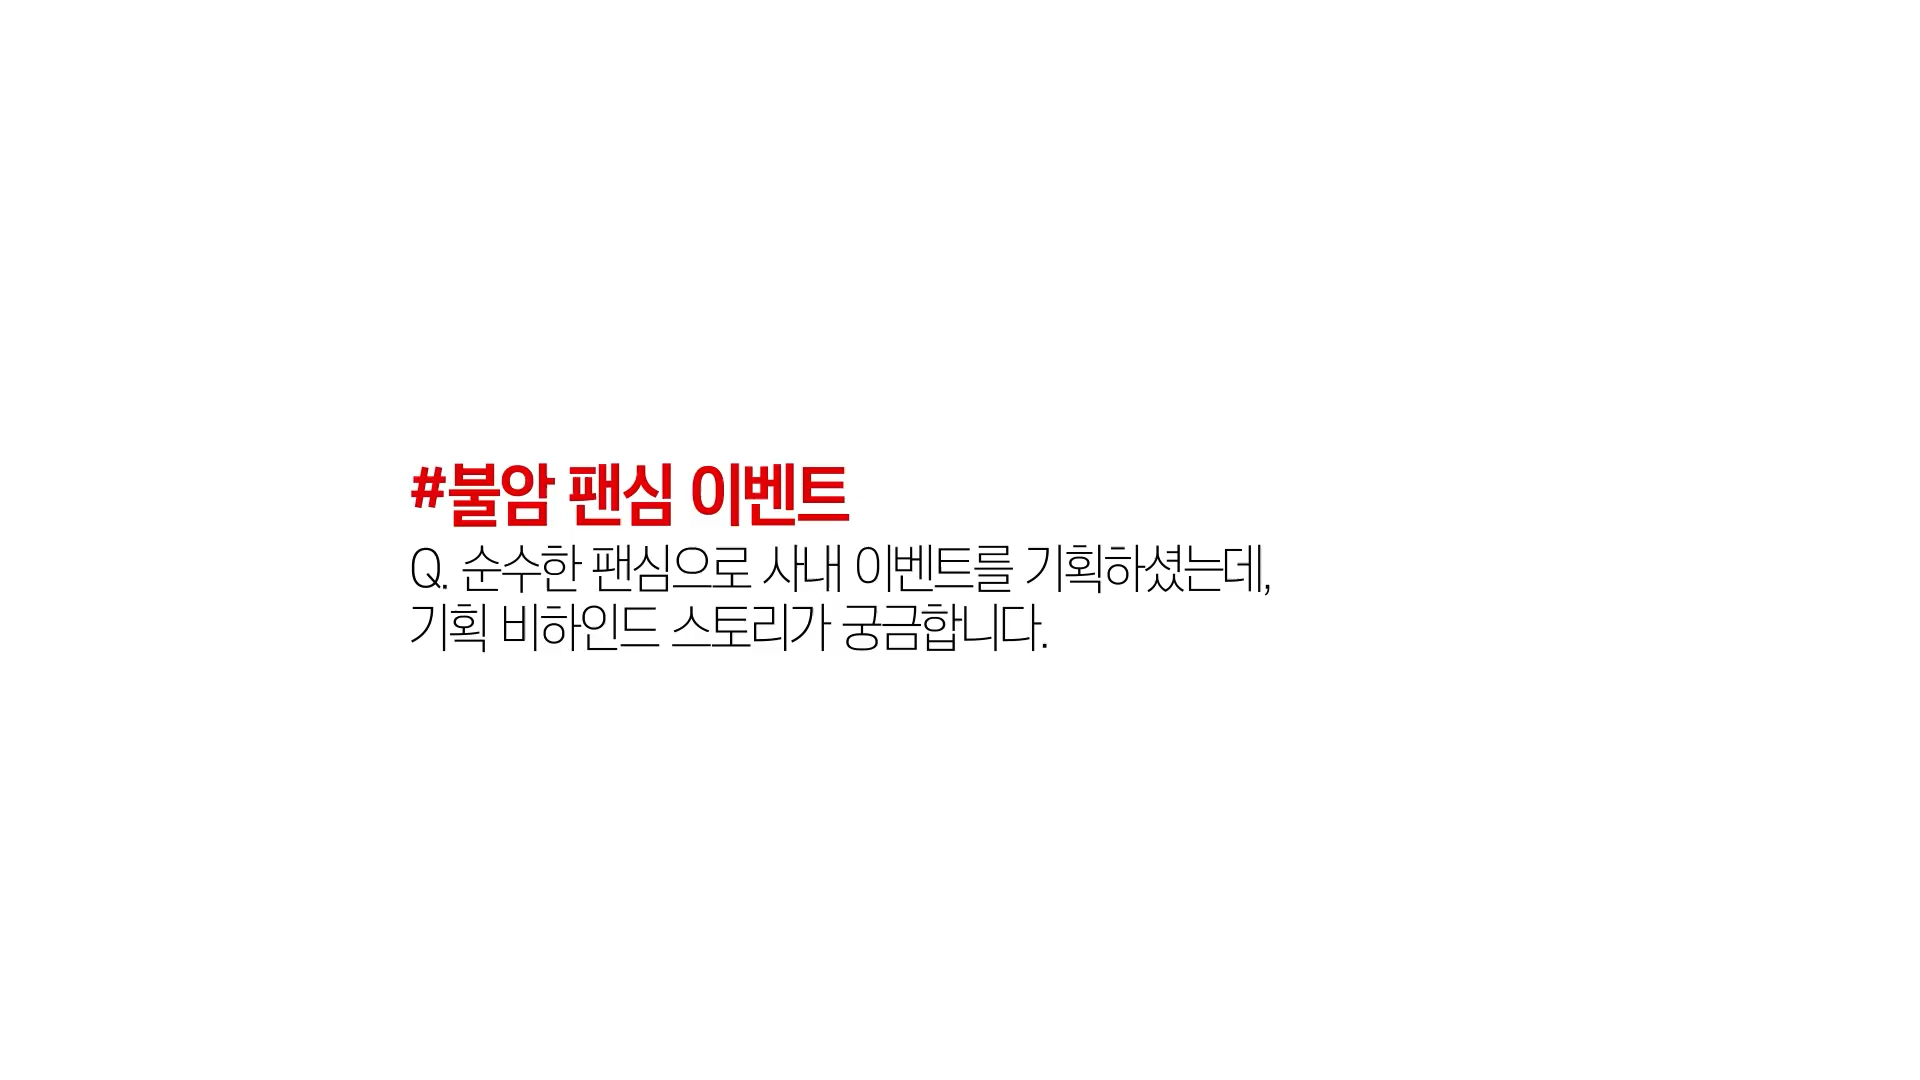 #불암 팬심 이벤트
Q. 순수한 팬심으로 사내 이벤트를 기획하셨는데,
기획 비하인드 스토리가 궁금합니다.